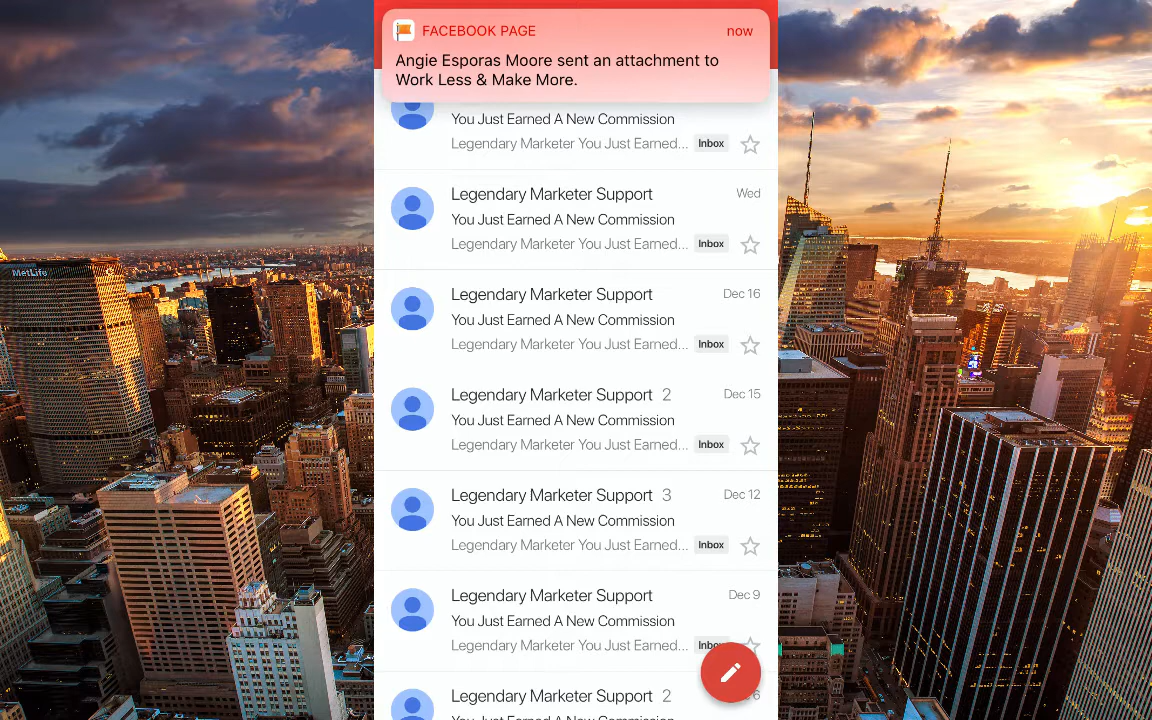 FACEBOOK PAGE
now
Angie Esporas Moore sent an attachment to
Work Less & Make More.
You Just Earned A New Commission
Legendary Marketer You Just Earned... Inbox
Legendary Marketer Support Wed
You Just Earned A New Commission
Legendary Marketer You Just Earned... Inbox
Legendary Marketer Support Dec 16
You Just Earned A New Commission
Legendary Marketer You Just Earned... Inbox
Legendary Marketer Support 2 Dec 15
You Just Earned A New Commission
Legendary Marketer You Just Earned... Inbox
Legendary Marketer Support 3 Dec 12
You Just Earned A New Commission
Legendary Marketer You Just Earned... Inbox
Legendary Marketer Support Dec 9
You Just Earned A New Commission
Legendary Marketer You Just Earned...
Legendary Marketer Support 2
MetLife